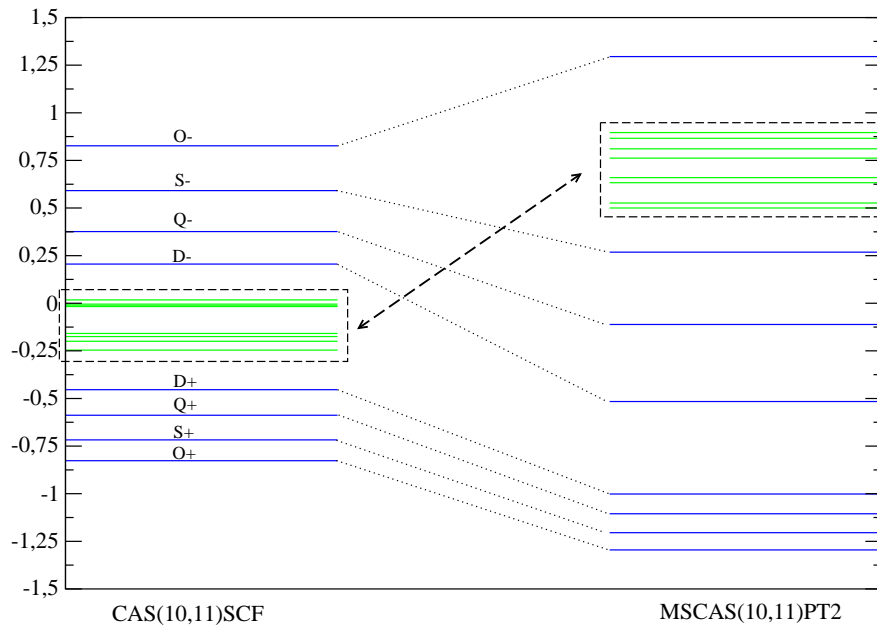 1,5
1,25
1
0,75
0,5
0,25
0
-0,25
-0,5
-0,75
-1
-1,25
-1,5
O-
S-
Q-
D-
D+
Q+
S+
O+
CAS(10,11)SCF
MSCAS(10,11)PT2